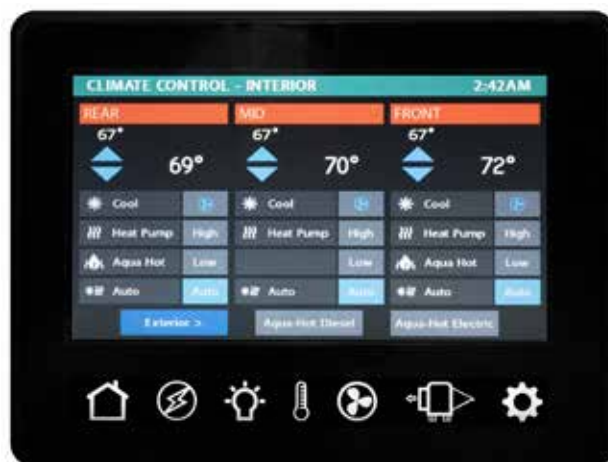 CLIMATE CONTROL - INTERIOR 2:42AM
REAR MID FRONT
67° 67° 67°
69° 70° 72°
Cool Cool Cool
Heat Pump High Heat Pump High Heat Pump High
Aqua Hot Low Low Aqua Hot Low
Auto Auto Auto Auto Auto Auto
Exterior > Aqua-Hot Diesel Aqua-Hot Electric